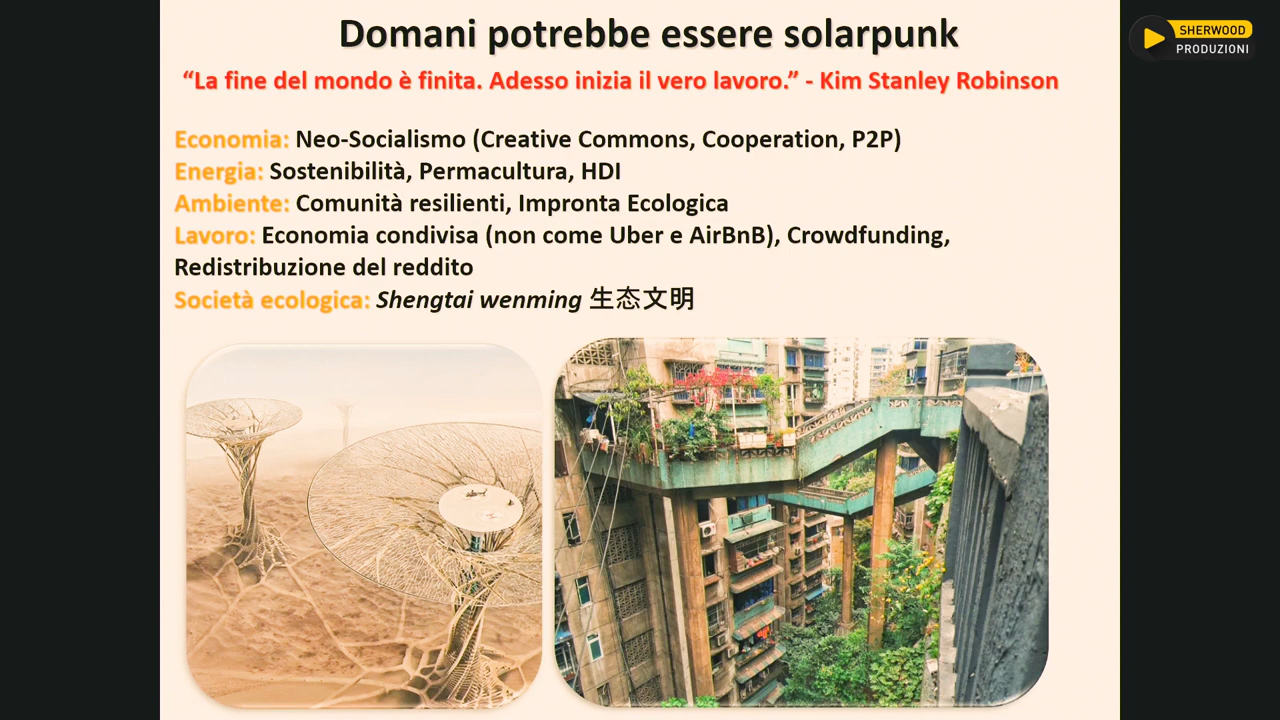 Domani potrebbe essere solarpunk
“La fine del mondo è finita. Adesso inizia il vero lavoro.” - Kim Stanley Robinson
Economia: Neo-Socialismo (Creative Commons, Cooperation, P2P)
Energia: Sostenibilità, Permacultura, HDI
Ambiente: Comunità resilienti, Impronta Ecologica
Lavoro: Economia condivisa (non come Uber e AirBnB), Crowdfunding,
Redistribuzione del reddito
Società ecologica: Shengtai wenming 生态文明
SHERWOOD
PRODUZIONI